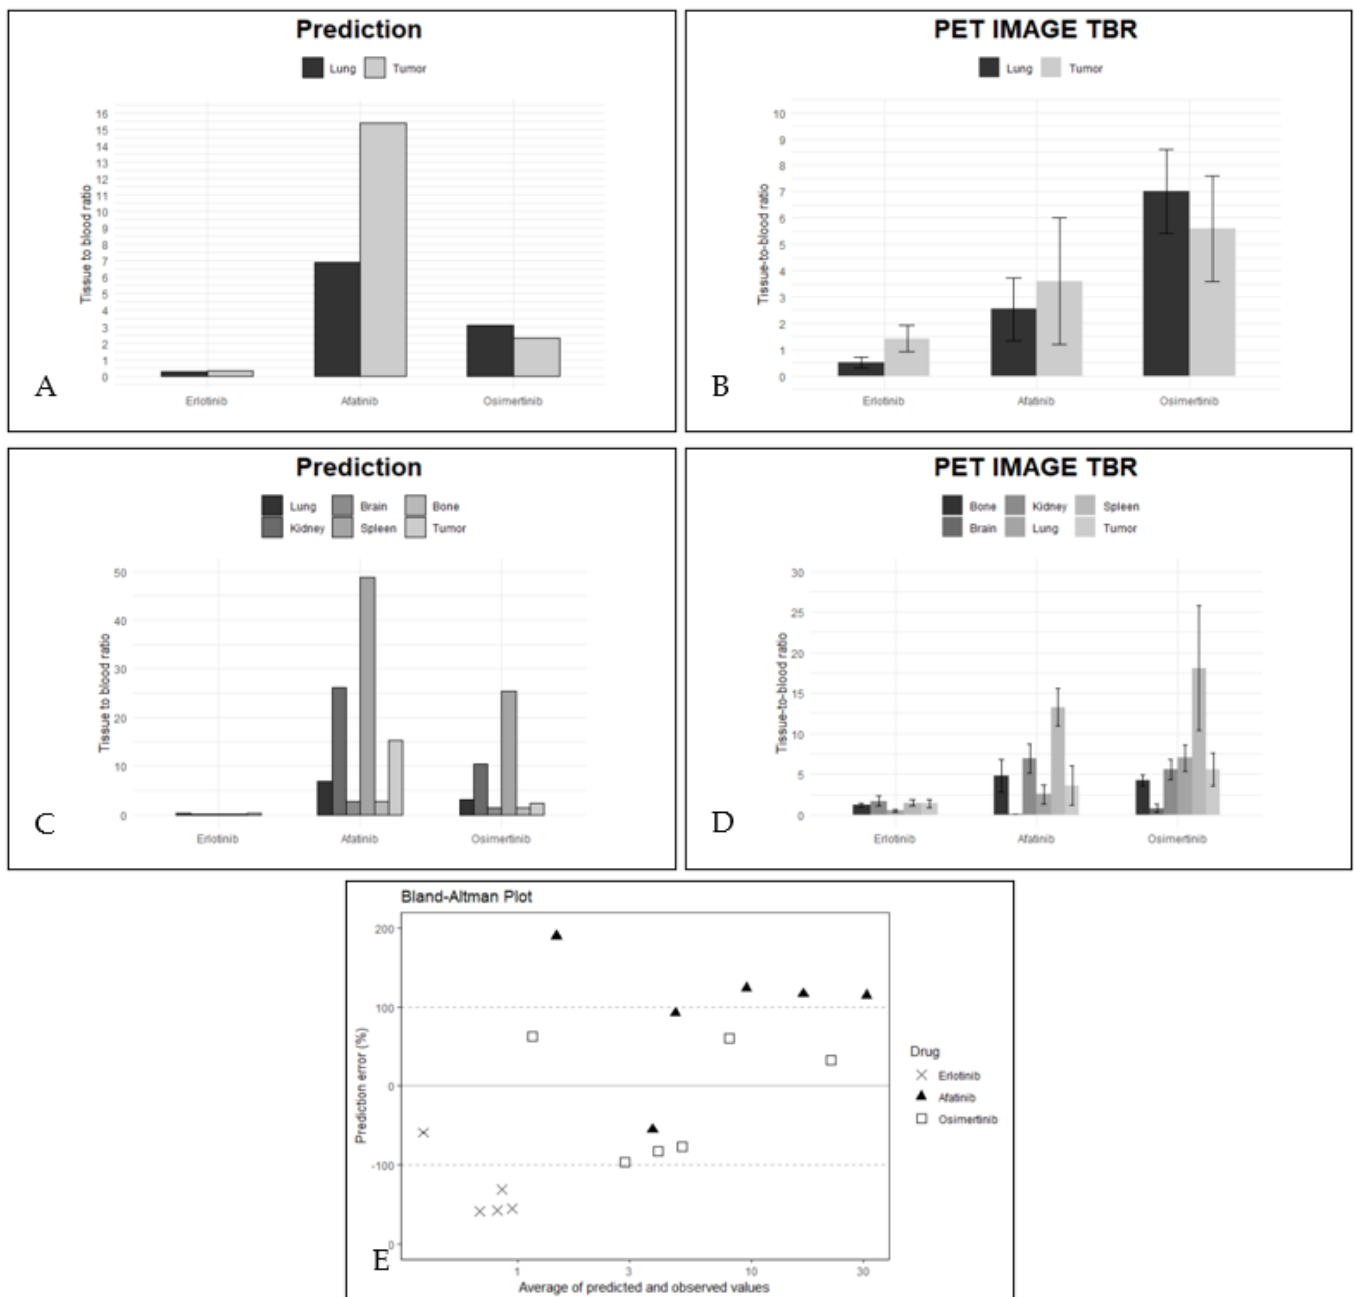 Prediction
Lung Tumor
Tissue to blood ratio
16
15
14
13
12
11
10
9
8
7
6
5
4
3
2
1
0
Erlotinib Afatinib Osimertinib
A
PET IMAGE TBR
Lung Tumor
Tissue-to-blood ratio
10
9
8
7
6
5
4
3
2
1
0
Erlotinib Afatinib Osimertinib
B
Prediction
Lung Brain Bone
Kidney Spleen Tumor
Tissue to blood ratio
50
40
30
20
10
0
Erlotinib Afatinib Osimertinib
C
PET IMAGE TBR
Bone Kidney Spleen
Brain Lung Tumor
Tissue-to-blood ratio
30
25
20
15
10
5
0
Erlotinib Afatinib Osimertinib
D
Bland-Altman Plot
Prediction error (%)
200
100
0
-100
0
1 3 10 30
Average of predicted and observed values
Drug
Erlotinib
Afatinib
Osimertinib
E